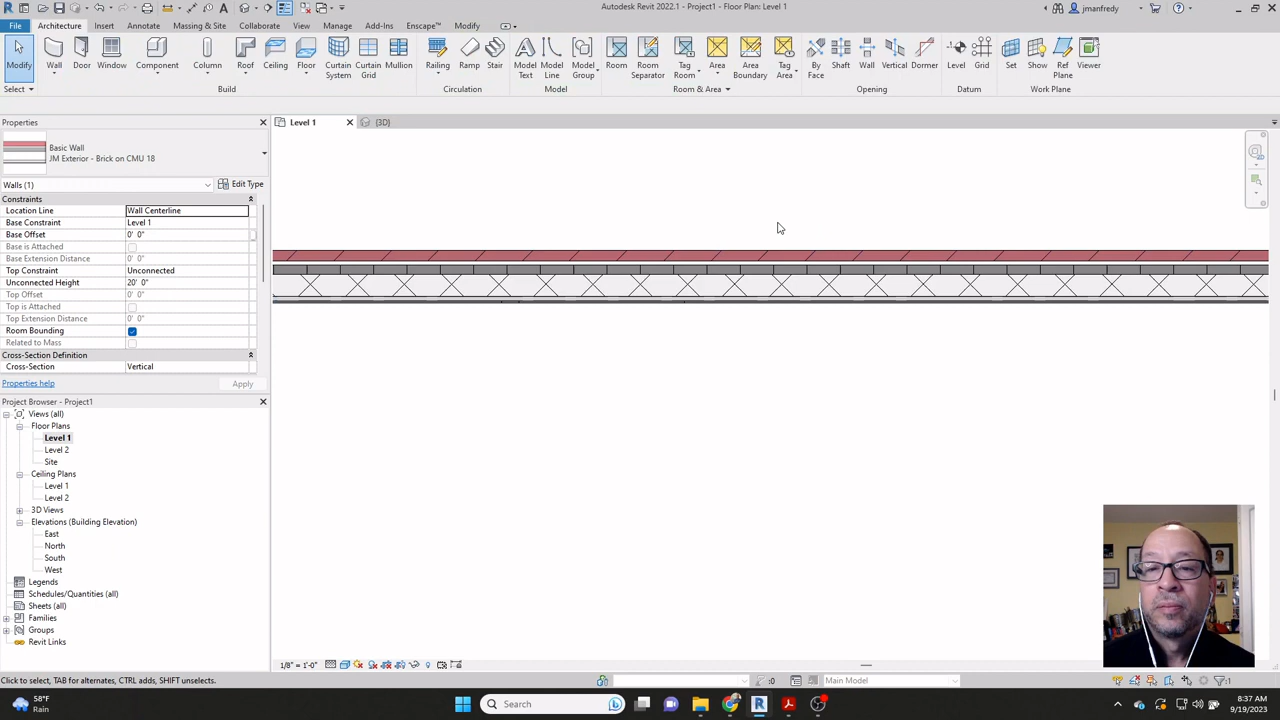 Autodesk Revit 2022.1 - Project1 - Floor Plan: Level 1
jmanfredy
File Architecture Insert Annotate Massing & Site Collaborate View Manage Add-Ins Enscape™ Modify
Modify Wall Door Window Component Column Roof Ceiling Floor Curtain System Curtain Grid Mullion Railing Ramp Stair Model Text Model Line Model Group Room Room Separator Tag Room Area Area Boundary Tag Area By Face Shaft Wall Vertical Dormer Level Grid Set Show Ref Plane Viewer
Select Build Circulation Model Room & Area Opening Datum Work Plane
Properties
Level 1 {3D}
Basic Wall
JM Exterior - Brick on CMU 18
Walls (1) Edit Type
Constraints
Location Line Wall Centerline
Base Constraint Level 1
Base Offset 0' 0"
Base is Attached
Base Extension Distance 0' 0"
Top Constraint Unconnected
Unconnected Height 20' 0"
Top Offset 0' 0"
Top is Attached
Top Extension Distance 0' 0"
Room Bounding
Related to Mass
Cross-Section Definition
Cross-Section Vertical
Properties help Apply
Project Browser - Project1
Views (all)
Floor Plans
Level 1
Level 2
Site
Ceiling Plans
Level 1
Level 2
3D Views
Elevations (Building Elevation)
East
North
South
West
Legends
Schedules/Quantities (all)
Sheets (all)
Families
Groups
Revit Links
1/8" = 1'-0"
Click to select, TAB for alternates, CTRL adds, SHIFT unselects.
:0
Main Model
:1
58°F
Rain
Search
8:37 AM
9/19/2023